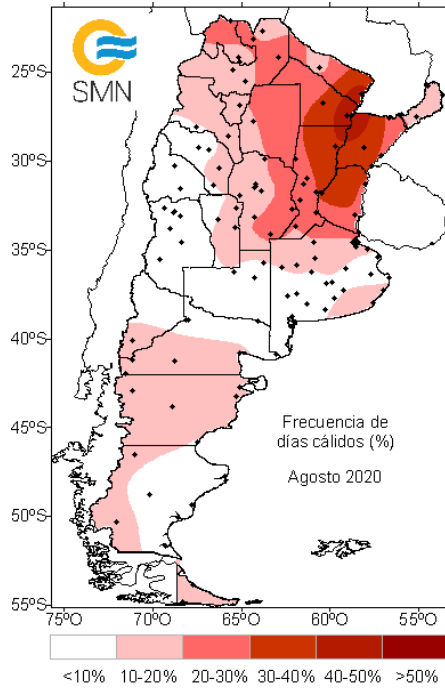 SMN
25ºS
30ºS
35ºS
40ºS
45ºS
50ºS
55ºS
Frecuencia de
días cálidos (%)
Agosto 2020
75ºO 70ºO 65ºO 60ºO 55ºO
<10% 10-20% 20-30% 30-40% 40-50% >50%